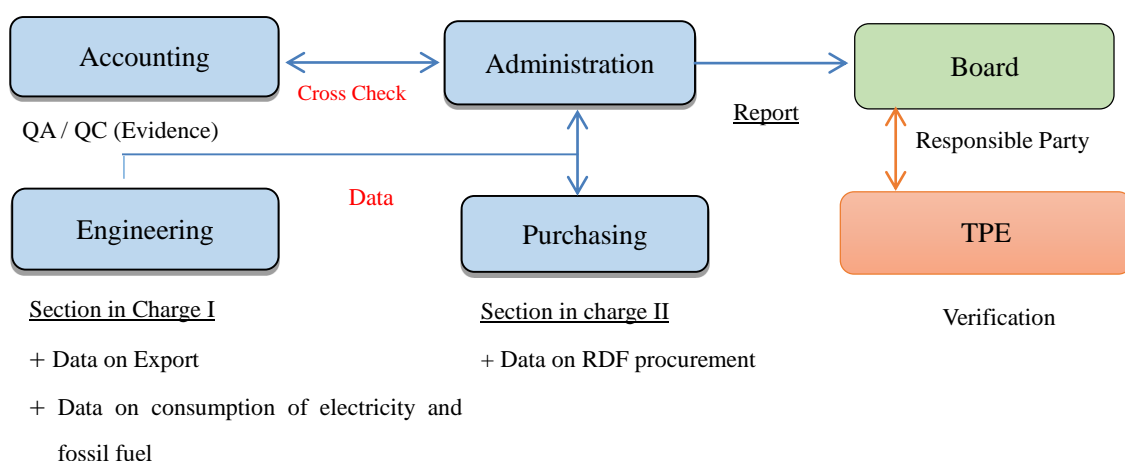 Accounting
Administration
Board
Cross Check
Report
QA / QC (Evidence)
Responsible Party
Data
Engineering
Purchasing
TPE
Section in Charge I
Section in charge II
Verification
+ Data on Export
+ Data on RDF procurement
+ Data on consumption of electricity and
fossil fuel